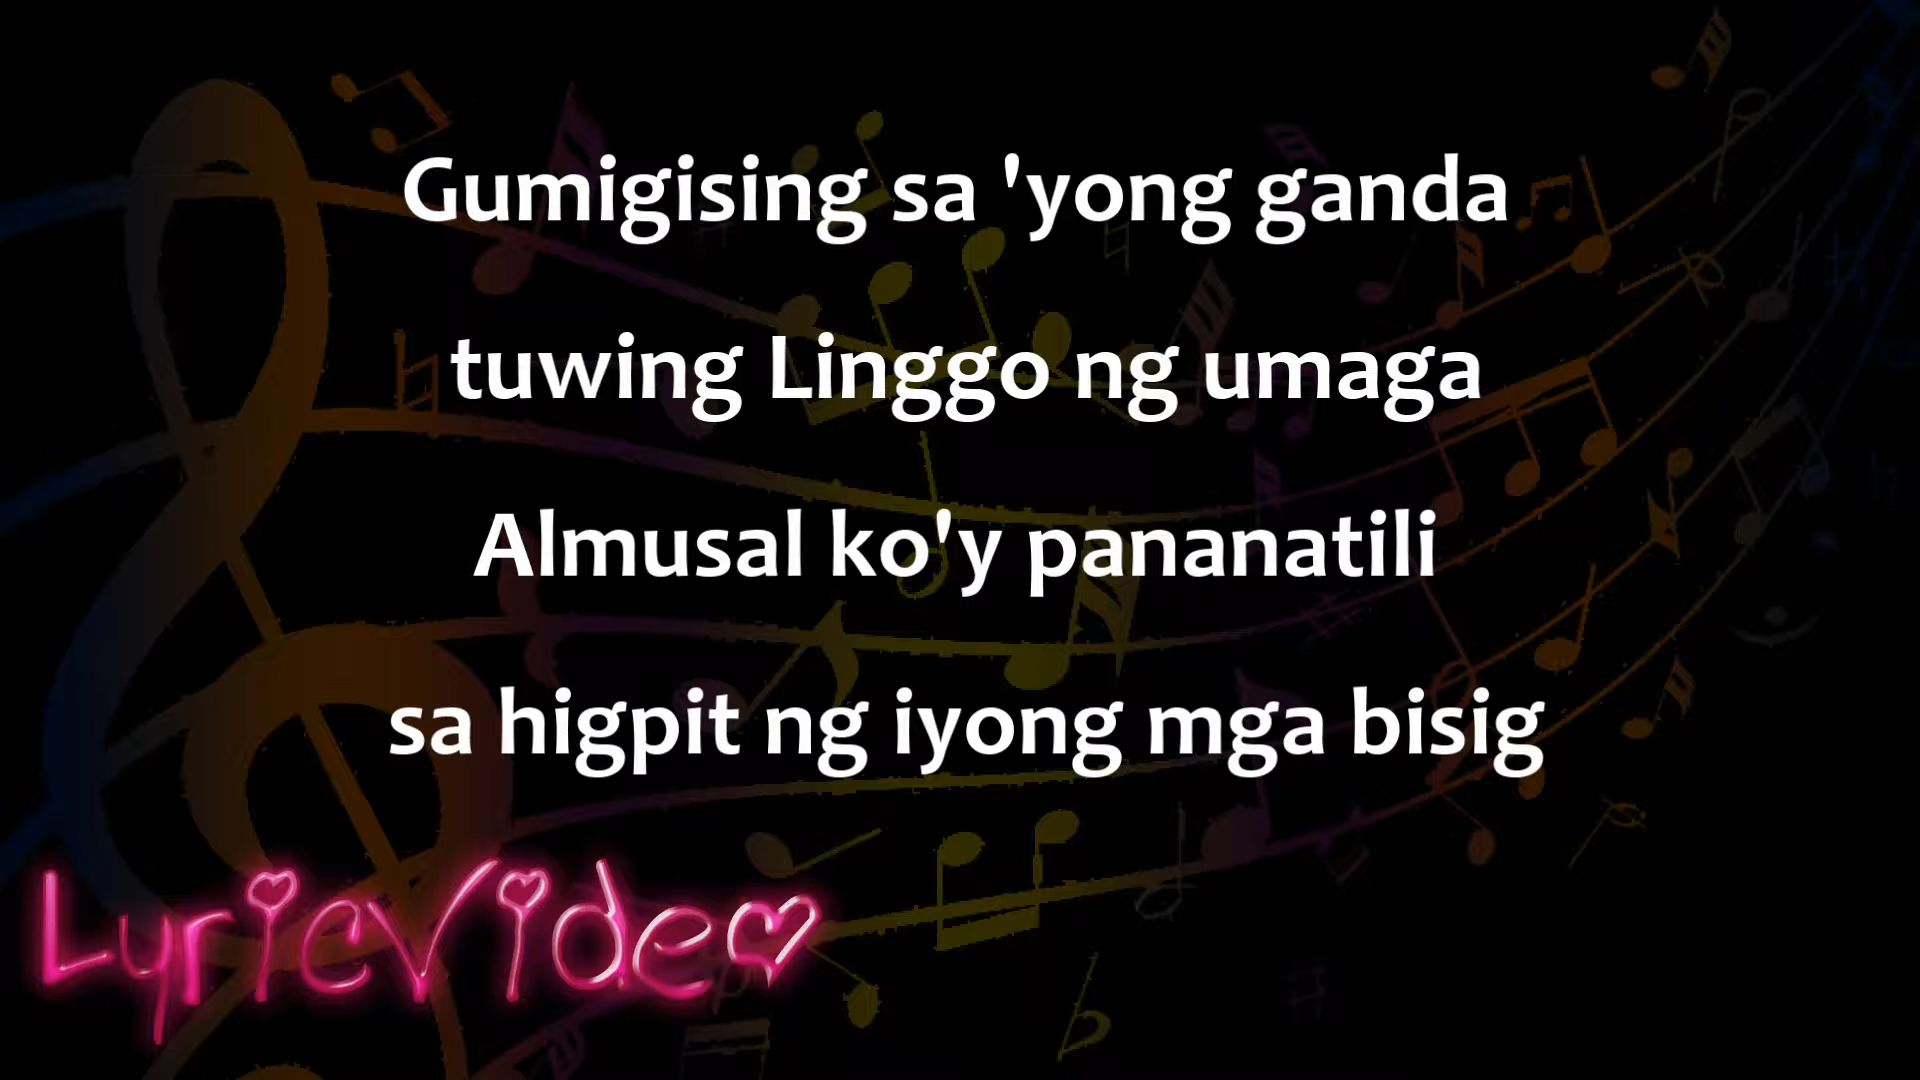 Gumigising sa 'yong ganda
tuwing Linggo ng umaga
Almusal ko'y pananatili
sa higpit ng iyong mga bisig
LyricVideo